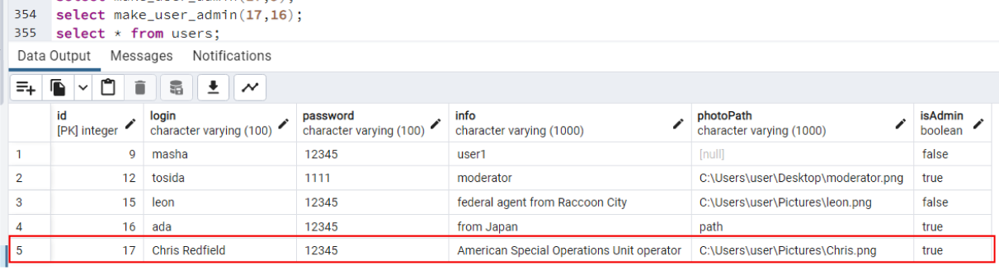 354 select make_user_admin(17,16);
355 select * from users;
Data Output Messages Notifications
id login password info photoPath isAdmin
[PK] integer character varying (100) character varying (100) character varying (1000) character varying (1000) boolean
1 9 masha 12345 user1 [null] false
2 12 tosida 1111 moderator C:\Users\user\Desktop\moderator.png true
3 15 leon 12345 federal agent from Raccoon City C:\Users\user\Pictures\leon.png false
4 16 ada 12345 from Japan path true
5 17 Chris Redfield 12345 American Special Operations Unit operator C:\Users\user\Pictures\Chris.png true